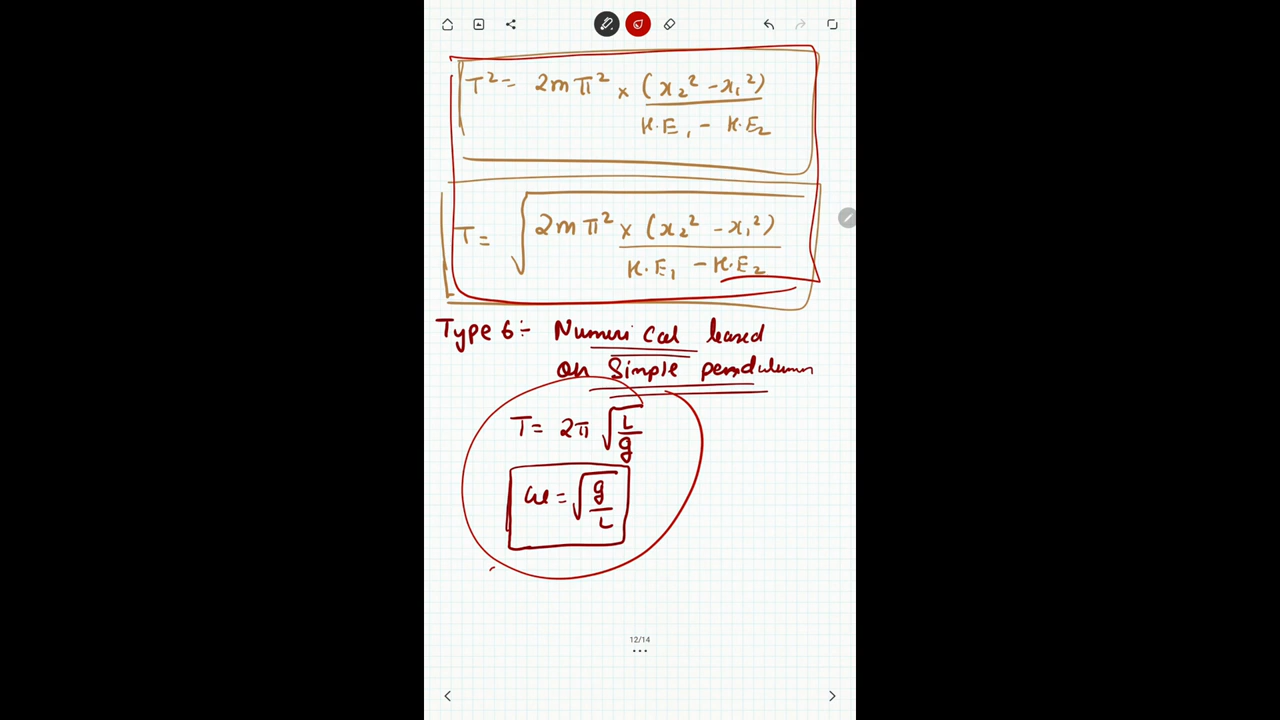 T² = 2mπ² × (x₂² - x₁²)
K.E₁ - K.E₂
T = √2mπ² × (x₂² - x₁²)
K.E₁ - K.E₂
Type 6:- Numerical based
on Simple pendulum
T = 2π √L/g
ω = √g/L
12/14